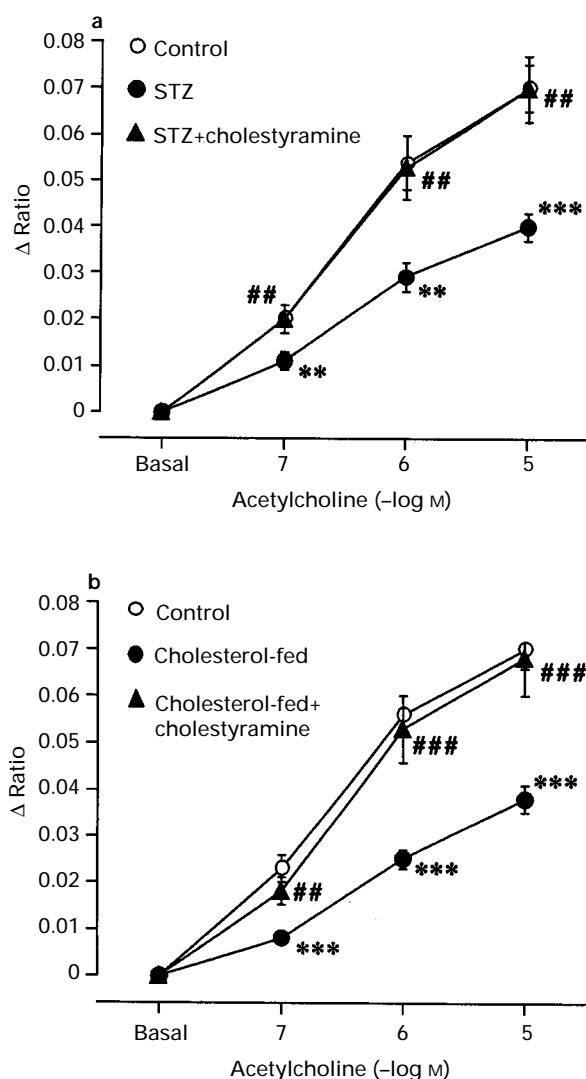 a
0.08
Control
0.07
STZ
##
0.06
STZ+cholestyramine
0.05
##
***
0.04
Δ Ratio
0.03
##
**
0.02
0.01
**
0
Basal
7
6
5
Acetylcholine (–log M)
b
0.08
Control
0.07
Cholesterol-fed
###
0.06
Cholesterol-fed+
cholestyramine
0.05
###
0.04
***
Δ Ratio
0.03
***
0.02
##
0.01
***
0
Basal
7
6
5
Acetylcholine (–log M)